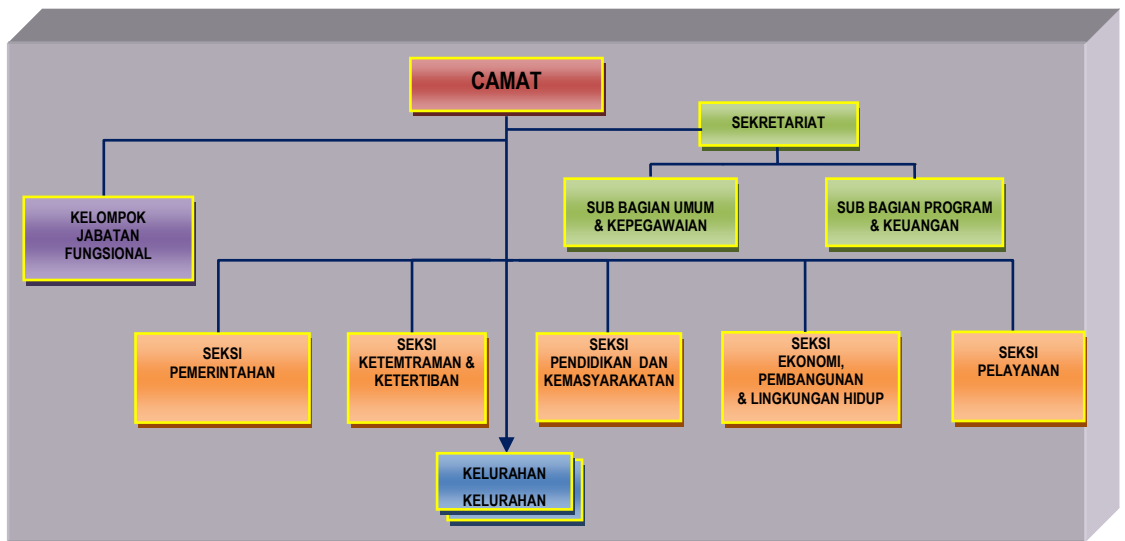 CAMAT
SEKRETARIAT
KELOMPOK
JABATAN
FUNGSIONAL
SUB BAGIAN UMUM
& KEPEGAWAIAN
SUB BAGIAN PROGRAM
& KEUANGAN
SEKSI
PEMERINTAHAN
SEKSI
KETEMTRAMAN &
KETERTIBAN
SEKSI
PENDIDIKAN DAN
KEMASYARAKATAN
SEKSI
EKONOMI,
PEMBANGUNAN
& LINGKUNGAN HIDUP
SEKSI
PELAYANAN
KELURAHAN
KELURAHAN